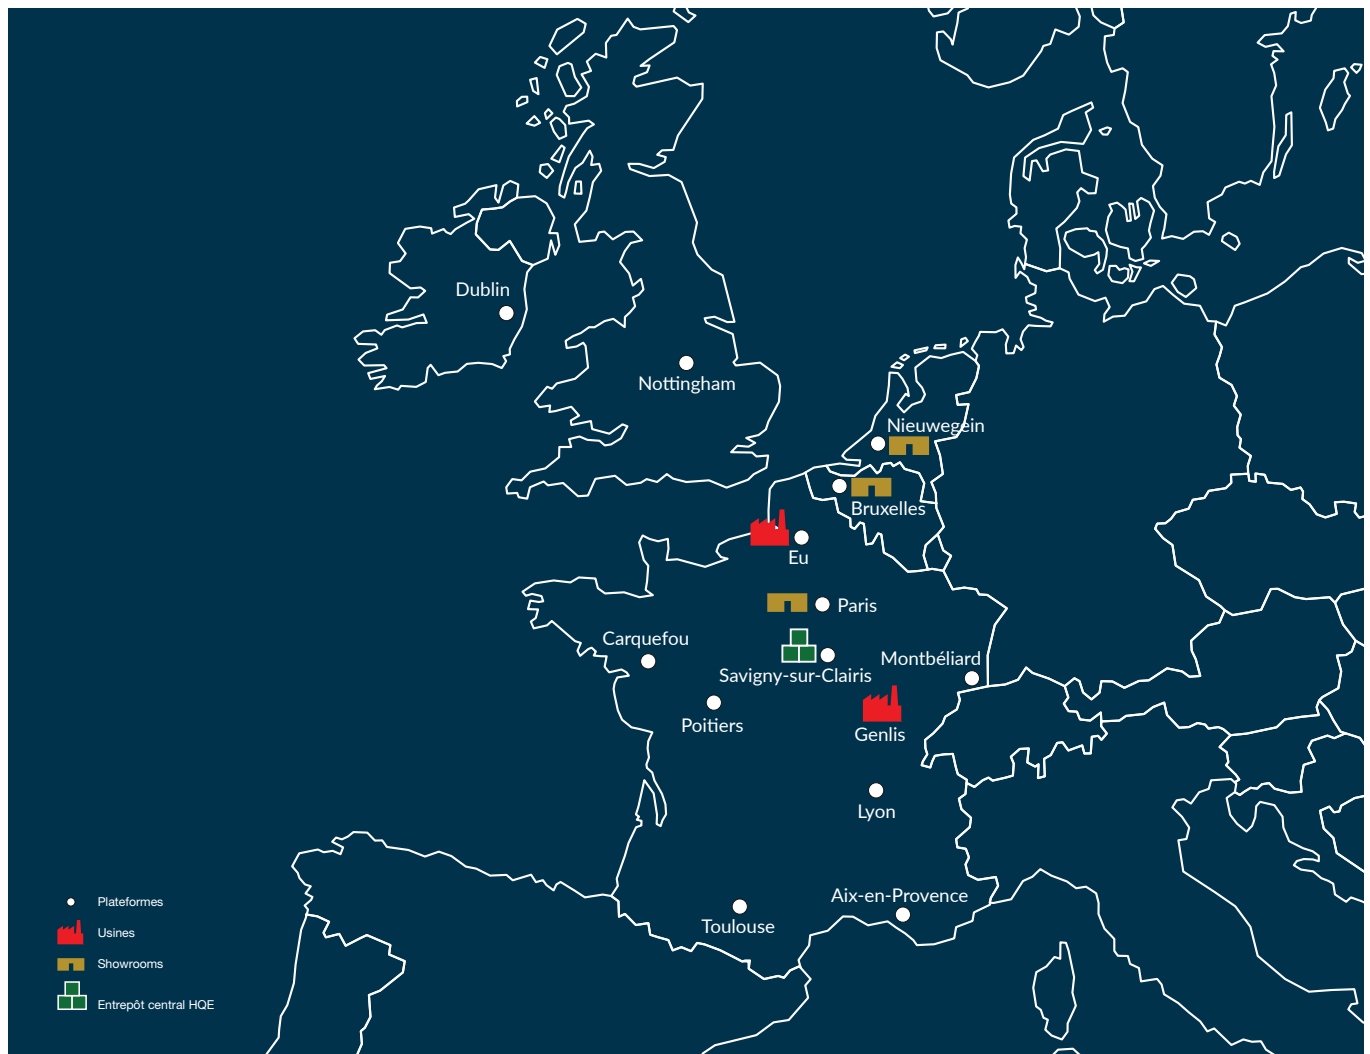 Dublin
Nottingham
Nieuwegein
Bruxelles
Eu
Paris
Carquefou
Savigny-sur-Clairis
Montbéliard
Poitiers
Genlis
Lyon
Aix-en-Provence
Toulouse
Plateformes
Usines
Showrooms
Entrepôt central HQE